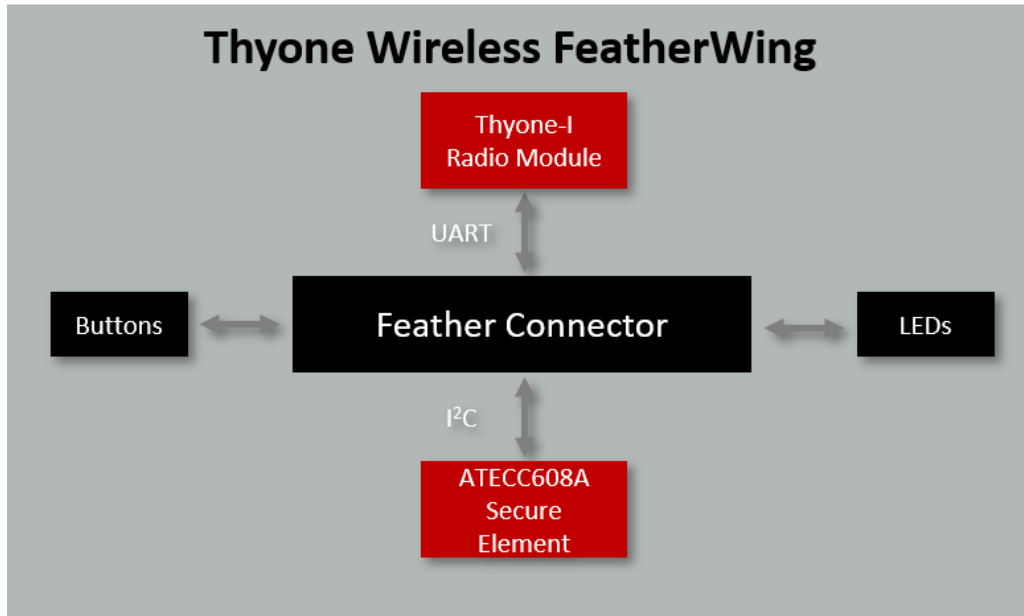 Thyone Wireless FeatherWing
Thyone-I
Radio Module
UART
Buttons
Feather Connector
LEDs
I²C
ATECC608A
Secure
Element